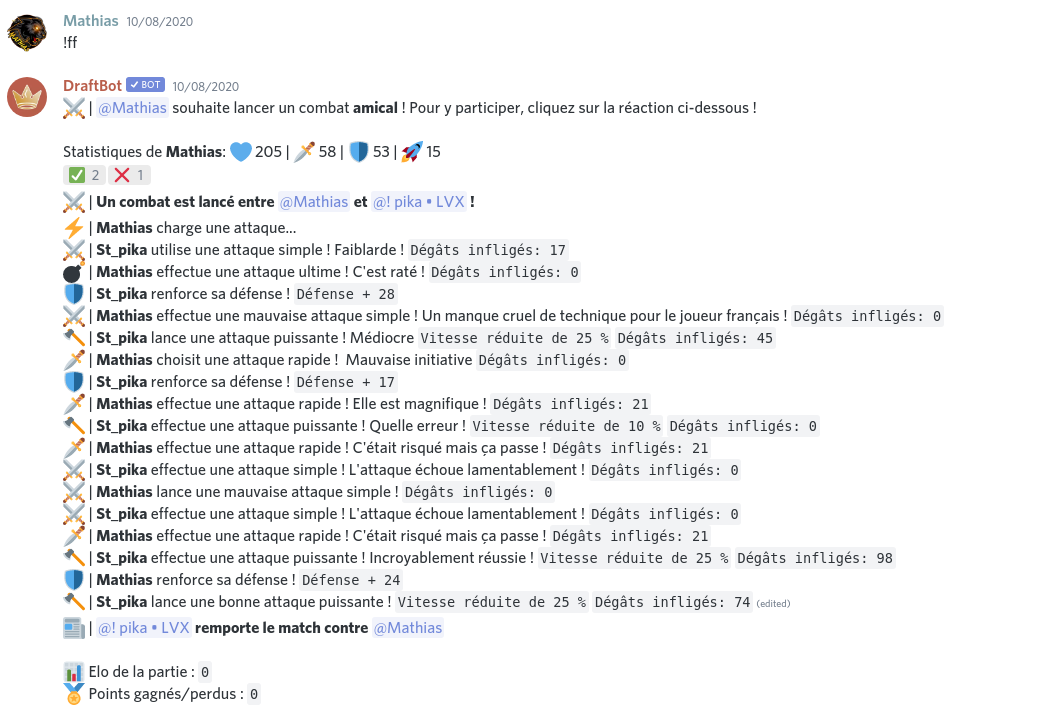 Mathias 10/08/2020
!ff
DraftBot ✓ BOT 10/08/2020
| @Mathias souhaite lancer un combat amical ! Pour y participer, cliquez sur la réaction ci-dessous !
Statistiques de Mathias: 205 | 58 | 53 | 15
2 1
| Un combat est lancé entre @Mathias et @! pika • LVX !
| Mathias charge une attaque...
| St_pika utilise une attaque simple ! Faiblarde ! Dégâts infligés: 17
| Mathias effectue une attaque ultime ! C'est raté ! Dégâts infligés: 0
| St_pika renforce sa défense ! Défense + 28
| Mathias effectue une mauvaise attaque simple ! Un manque cruel de technique pour le joueur français ! Dégâts infligés: 0
| St_pika lance une attaque puissante ! Médiocre Vitesse réduite de 25 % Dégâts infligés: 45
| Mathias choisit une attaque rapide ! Mauvaise initiative Dégâts infligés: 0
| St_pika renforce sa défense ! Défense + 17
| Mathias effectue une attaque rapide ! Elle est magnifique ! Dégâts infligés: 21
| St_pika effectue une attaque puissante ! Quelle erreur ! Vitesse réduite de 10 % Dégâts infligés: 0
| Mathias effectue une attaque rapide ! C'était risqué mais ça passe ! Dégâts infligés: 21
| St_pika effectue une attaque simple ! L'attaque échoue lamentablement ! Dégâts infligés: 0
| Mathias lance une mauvaise attaque simple ! Dégâts infligés: 0
| St_pika effectue une attaque simple ! L'attaque échoue lamentablement ! Dégâts infligés: 0
| Mathias effectue une attaque rapide ! C'était risqué mais ça passe ! Dégâts infligés: 21
| St_pika effectue une attaque puissante ! Incroyablement réussie ! Vitesse réduite de 25 % Dégâts infligés: 98
| Mathias renforce sa défense ! Défense + 24
| St_pika lance une bonne attaque puissante ! Vitesse réduite de 25 % Dégâts infligés: 74 (edited)
| @! pika • LVX remporte le match contre @Mathias
Elo de la partie : 0
Points gagnés/perdus : 0